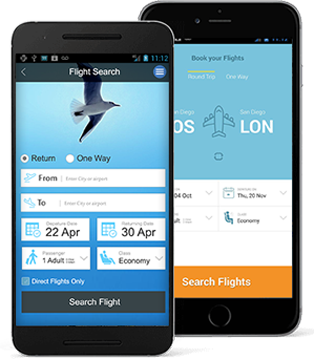 11:12
Flight Search
Return
One Way
From
Enter City or airport
To
Enter City or airport
Departure Date
22 Apr
Returning Date
30 Apr
Passenger
1 Adult
Class
Economy
Direct Flights Only
Search Flight
Book your Flights
Round Trip
One Way
San Diego
San Diego
OS
LON
04 Oct
Thu, 20 Nov
Economy
Search Flights